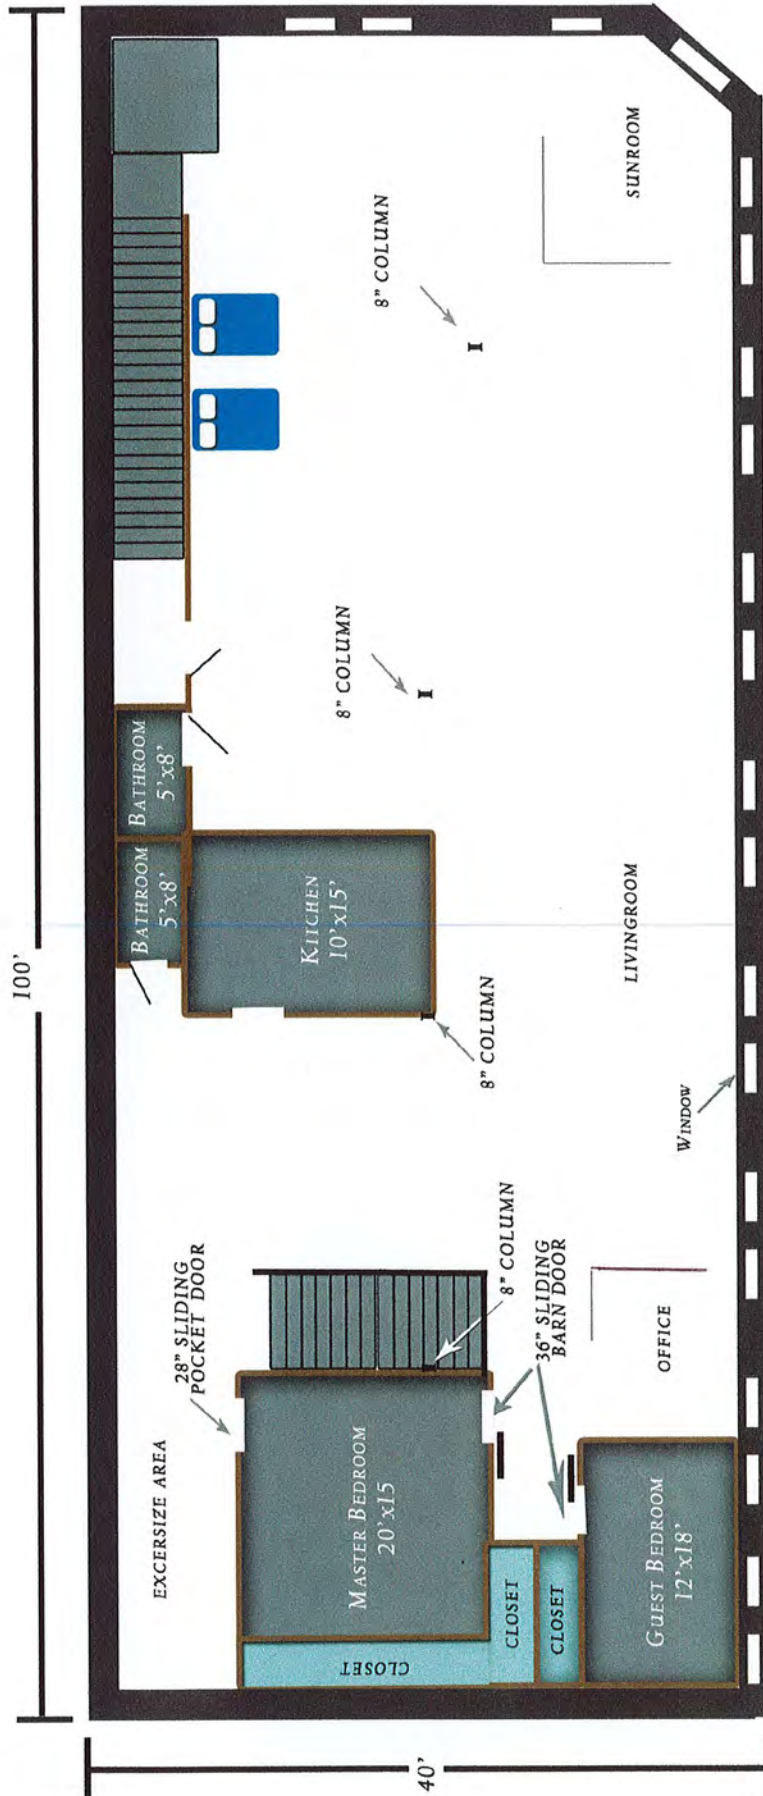 100'
40'
EXCERSIZE AREA
28" SLIDING
POCKET DOOR
MASTER BEDROOM
20'x15
CLOSET
CLOSET
CLOSET
GUEST BEDROOM
12'x18'
36" SLIDING
BARN DOOR
8" COLUMN
OFFICE
WINDOW
8" COLUMN
BATHROOM
5'x8'
BATHROOM
5'x8'
KITCHEN
10'x15'
LIVINGROOM
8" COLUMN
8" COLUMN
SUNROOM